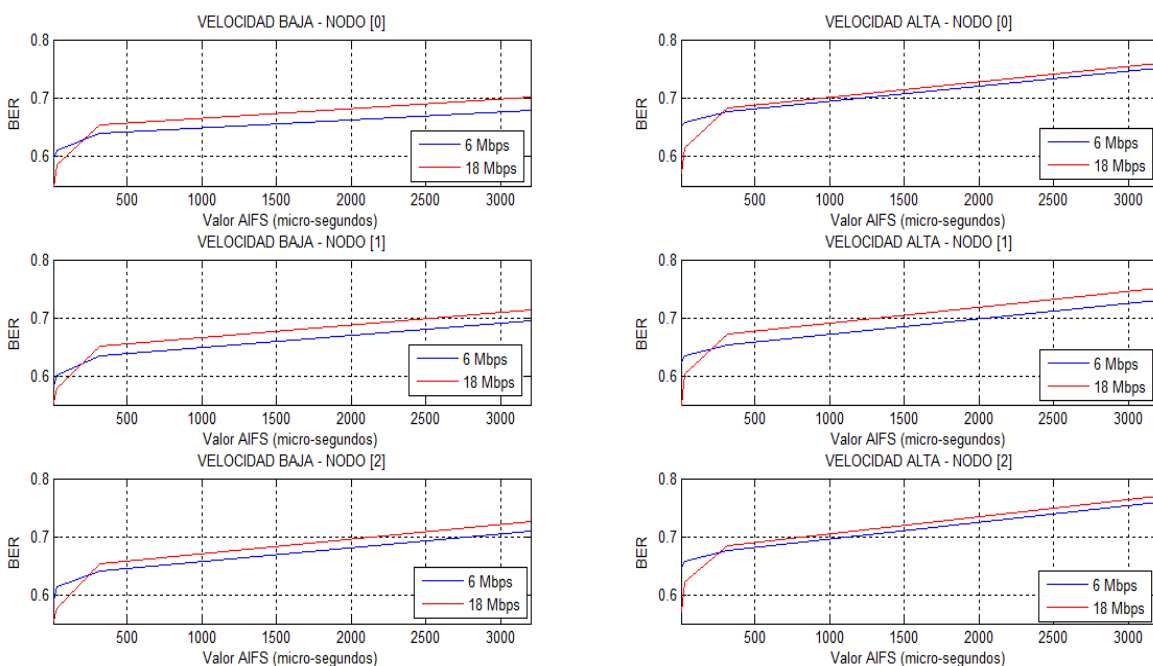 VELOCIDAD BAJA - NODO [0]
0.8
0.7
0.6
BER
6 Mbps
18 Mbps
500 1000 1500 2000 2500 3000
Valor AIFS (micro-segundos)
VELOCIDAD ALTA - NODO [0]
0.8
0.7
0.6
BER
6 Mbps
18 Mbps
500 1000 1500 2000 2500 3000
Valor AIFS (micro-segundos)
VELOCIDAD BAJA - NODO [1]
0.8
0.7
0.6
BER
6 Mbps
18 Mbps
500 1000 1500 2000 2500 3000
Valor AIFS (micro-segundos)
VELOCIDAD ALTA - NODO [1]
0.8
0.7
0.6
BER
6 Mbps
18 Mbps
500 1000 1500 2000 2500 3000
Valor AIFS (micro-segundos)
VELOCIDAD BAJA - NODO [2]
0.8
0.7
0.6
BER
6 Mbps
18 Mbps
500 1000 1500 2000 2500 3000
Valor AIFS (micro-segundos)
VELOCIDAD ALTA - NODO [2]
0.8
0.7
0.6
BER
6 Mbps
18 Mbps
500 1000 1500 2000 2500 3000
Valor AIFS (micro-segundos)